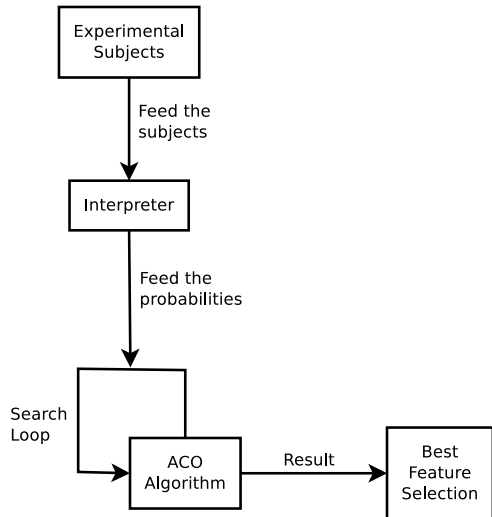 Experimental
Subjects
Feed the
subjects
Interpreter
Feed the
probabilities
Search
Loop
ACO
Algorithm
Result
Best
Feature
Selection